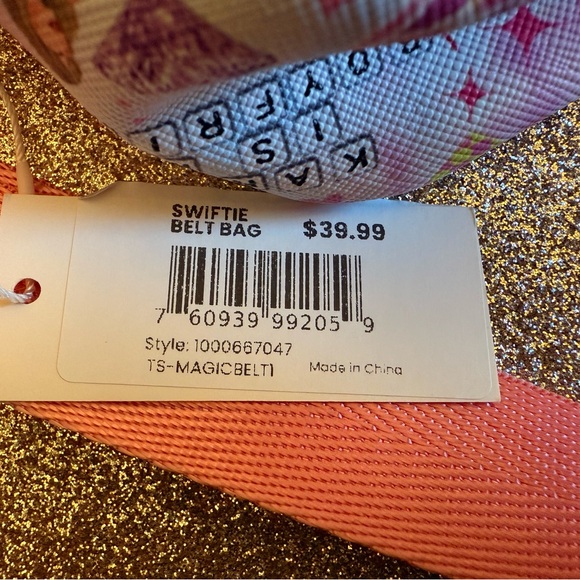 SWIFTIE
BELT BAG $39.99
7 60939 99205 9
Style: 1000667047
TS-MAGICBELT1 Made in China